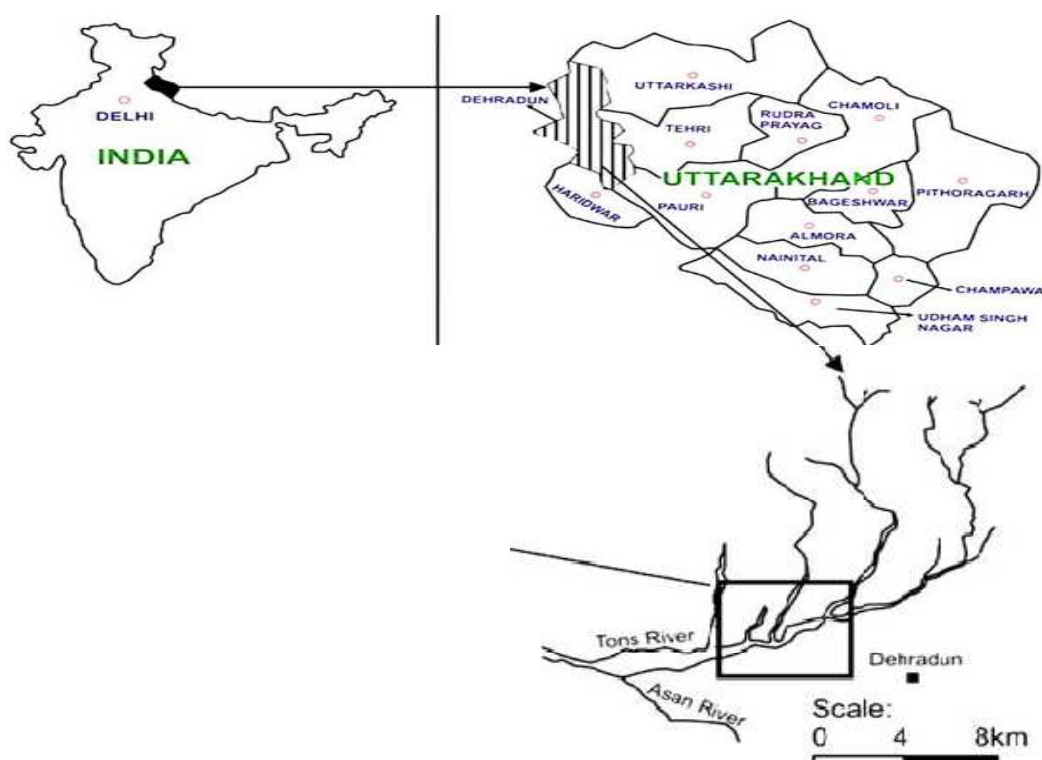 DELHI
INDIA
DEHRADUN
UTTARKASHI
CHAMOLI
TEHRI
RUDRA
PRAYAG
UTTARAKHAND
HARIDWAR
PAURI
BAGESHWAR
PITHORAGARH
ALMORA
NAINITAL
CHAMPAWA
UDHAM SINGH
NAGAR
Tons River
Dehradun
Asan River
Scale:
0 4 8km